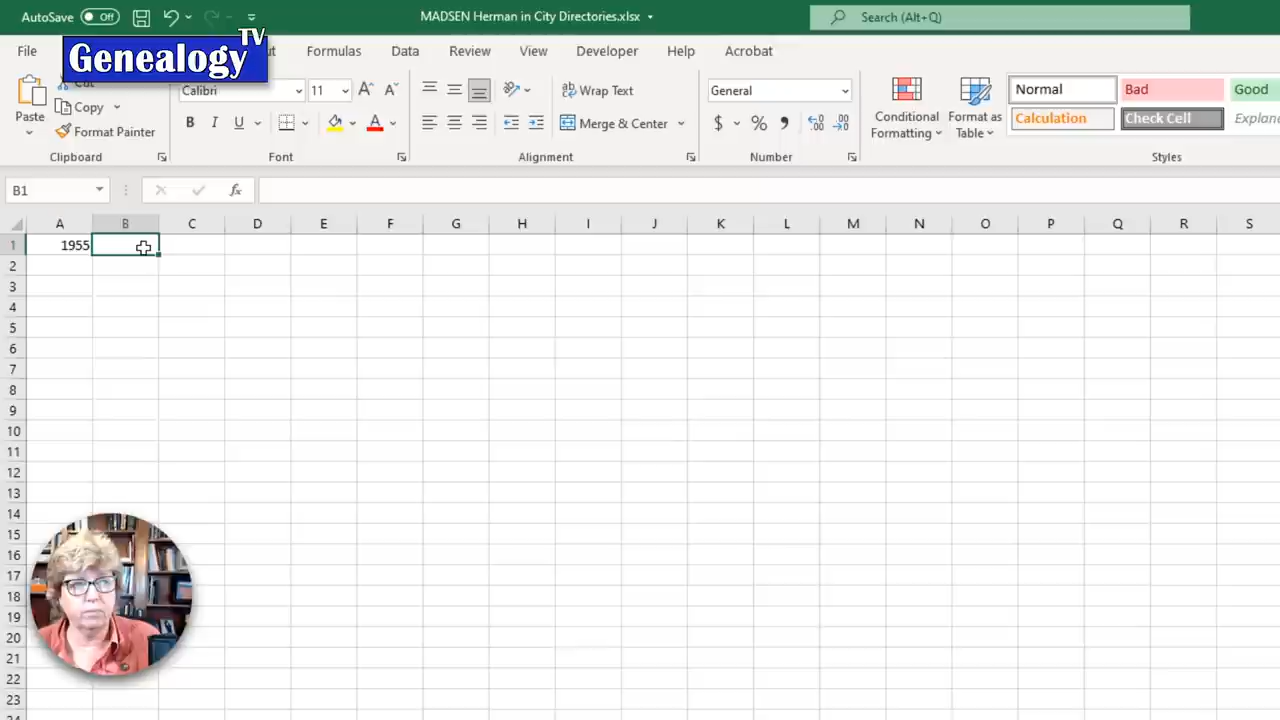 AutoSave Off MADSEN Herman in City Directories.xlsx Search (Alt+Q)
Genealogy TV
File Formulas Data Review View Developer Help Acrobat
Cut
Copy
Format Painter
Paste
Clipboard
Calibri 11
B I U A
Font
Wrap Text
Merge & Center
Alignment
General
$ % ,
Number
Conditional Formatting
Format as Table
Normal Bad Good
Calculation Check Cell
Styles
B1 fx
A B C D E F G H I J K L M N O P Q R S
1 1955
2
3
4
5
6
7
8
9
10
11
12
13
14
15
16
17
18
19
20
21
22
23